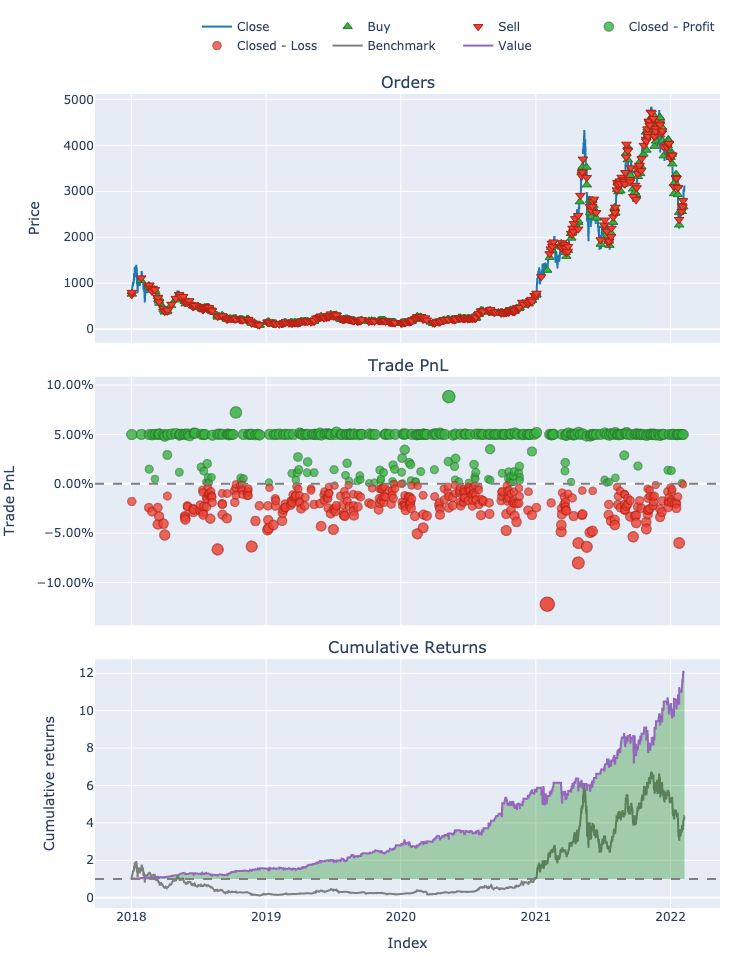 Close Buy Sell Closed - Profit
Closed - Loss Benchmark Value
Orders
5000
4000
3000
2000
1000
0
Price
Trade PnL
10.00%
5.00%
0.00%
−5.00%
−10.00%
Trade PnL
Cumulative Returns
12
10
8
6
4
2
0
Cumulative returns
2018 2019 2020 2021 2022
Index